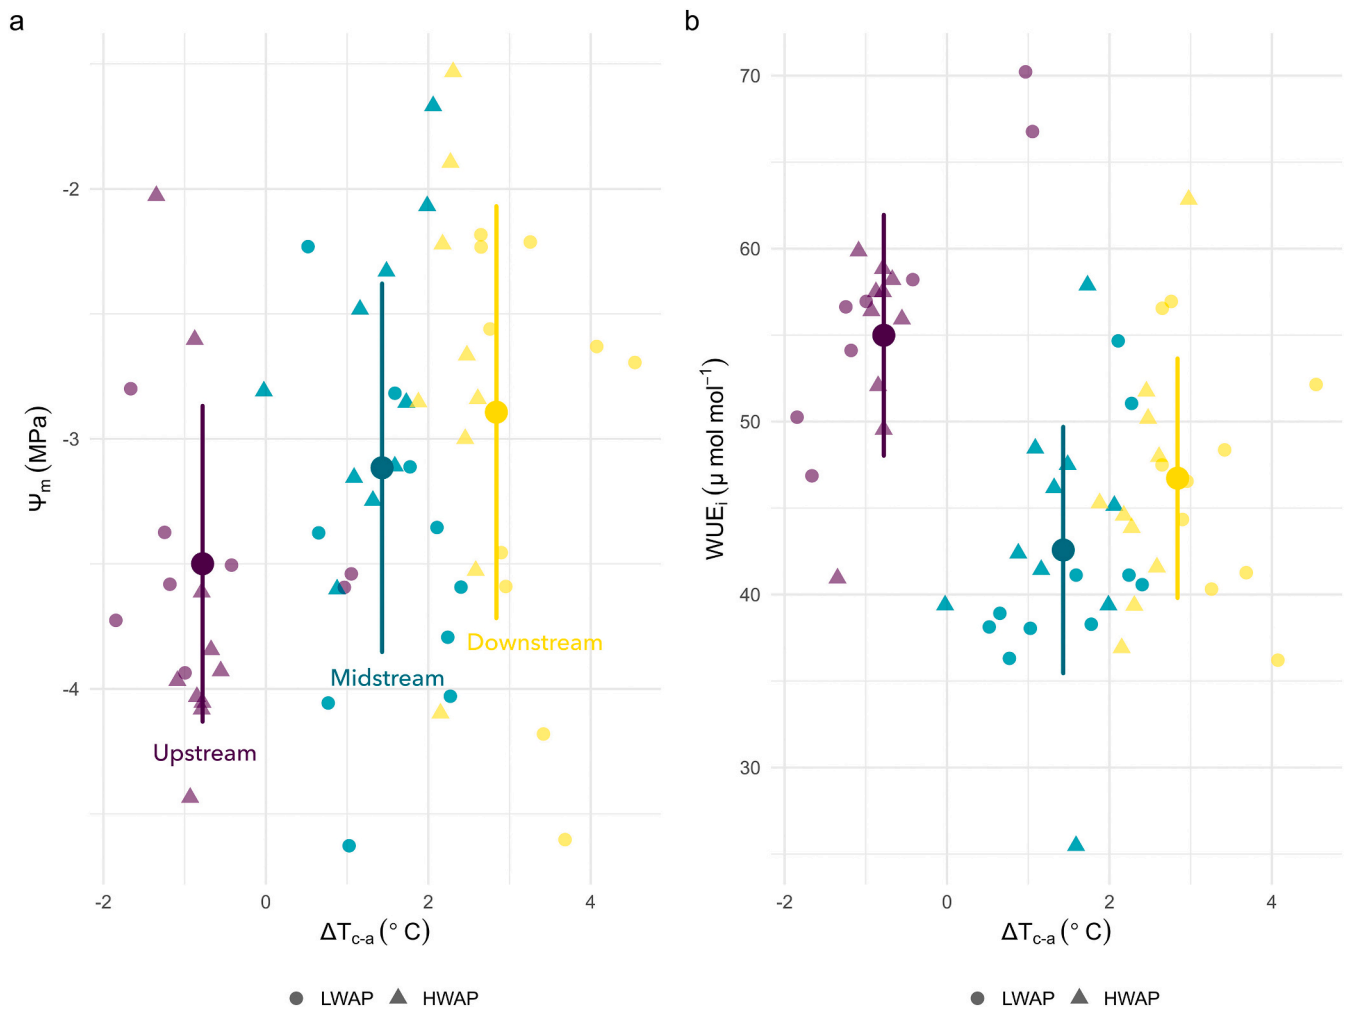 a
-2
-3
-4
Ψm (MPa)
Upstream
Midstream
Downstream
-2 0 2 4
ΔTc-a (° C)
LWAP HWAP
b
70
60
50
40
30
WUEi (μ mol mol−1)
-2 0 2 4
ΔTc-a (° C)
LWAP HWAP